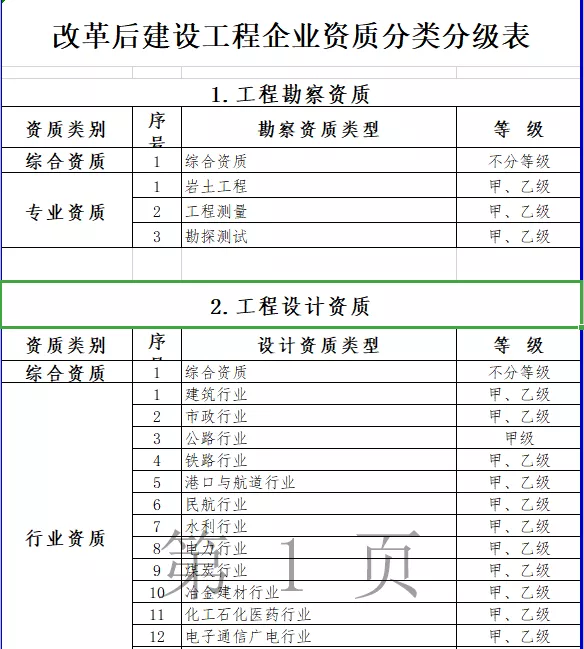 改革后建设工程企业资质分类分级表
1.工程勘察资质
资质类别 序号 勘察资质类型 等 级
综合资质 1 综合资质 不分等级
专业资质 1 岩土工程 甲、乙级
2 工程测量 甲、乙级
3 勘探测试 甲、乙级
2.工程设计资质
资质类别 序 设计资质类型 等 级
综合资质 1 综合资质 不分等级
行业资质 1 建筑行业 甲、乙级
2 市政行业 甲、乙级
3 公路行业 甲级
4 铁路行业 甲、乙级
5 港口与航道行业 甲、乙级
6 民航行业 甲、乙级
7 水利行业 甲、乙级
8 电力行业 甲、乙级
9 煤炭行业 甲、乙级
10 冶金建材行业 甲、乙级
11 化工石化医药行业 甲、乙级
12 电子通信广电行业 甲、乙级
第 1 页